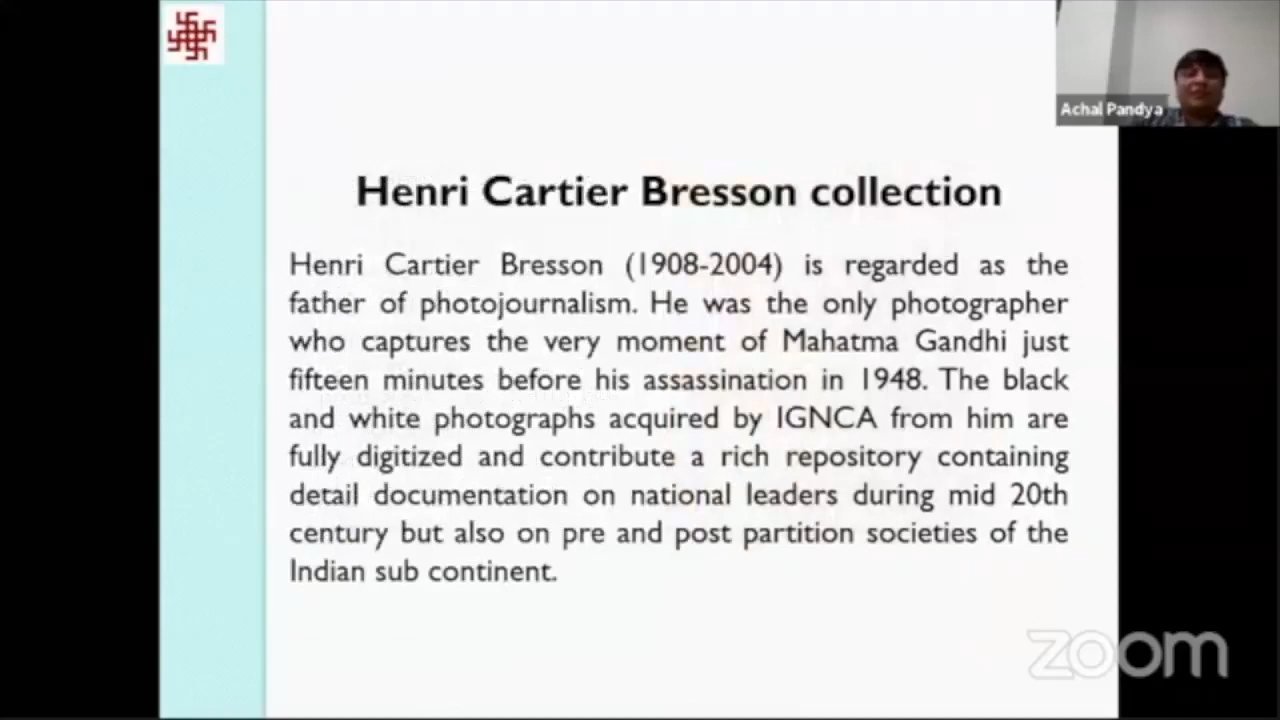 Achal Pandya
Henri Cartier Bresson collection
Henri Cartier Bresson (1908-2004) is regarded as the
father of photojournalism. He was the only photographer
who captures the very moment of Mahatma Gandhi just
fifteen minutes before his assassination in 1948. The black
and white photographs acquired by IGNCA from him are
fully digitized and contribute a rich repository containing
detail documentation on national leaders during mid 20th
century but also on pre and post partition societies of the
Indian sub continent.
zoom